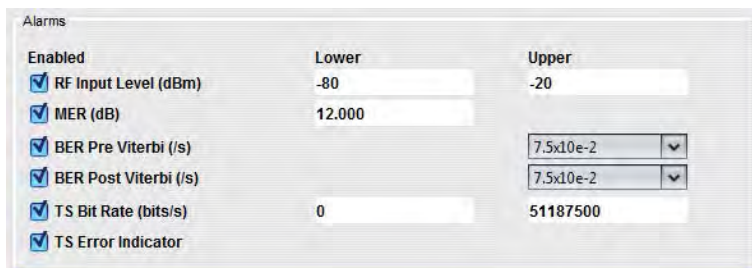 Alarms
Enabled Lower Upper
RF Input Level (dBm) -80 -20
MER (dB) 12.000
BER Pre Viterbi (/s) 7.5x10e-2
BER Post Viterbi (/s) 7.5x10e-2
TS Bit Rate (bits/s) 0 51187500
TS Error Indicator